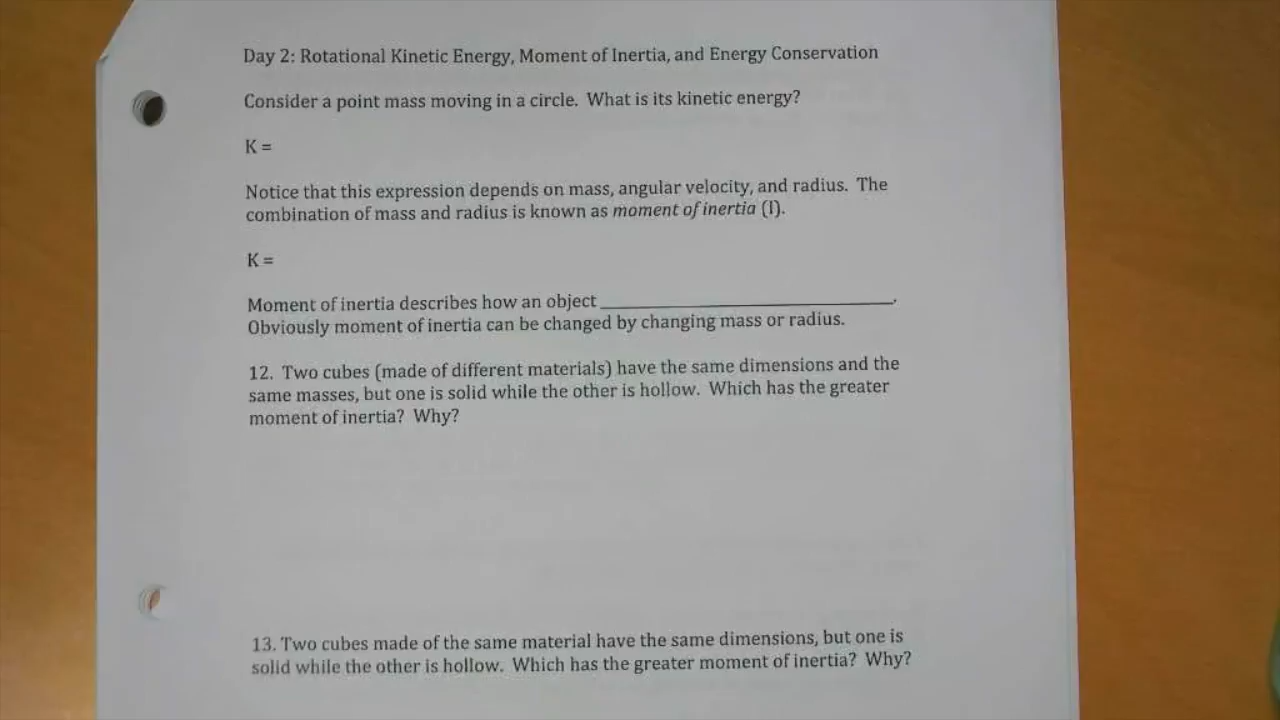 Day 2: Rotational Kinetic Energy, Moment of Inertia, and Energy Conservation
Consider a point mass moving in a circle. What is its kinetic energy?
K =
Notice that this expression depends on mass, angular velocity, and radius. The
combination of mass and radius is known as moment of inertia (I).
K =
Moment of inertia describes how an object ______________________________.
Obviously moment of inertia can be changed by changing mass or radius.
12. Two cubes (made of different materials) have the same dimensions and the
same masses, but one is solid while the other is hollow. Which has the greater
moment of inertia? Why?
13. Two cubes made of the same material have the same dimensions, but one is
solid while the other is hollow. Which has the greater moment of inertia? Why?